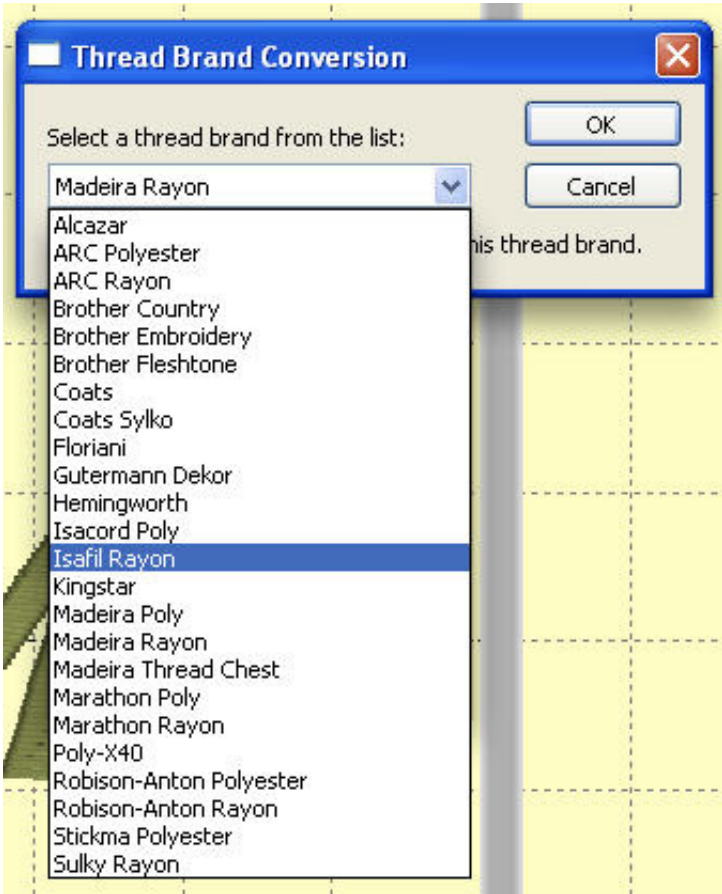 Thread Brand Conversion
Select a thread brand from the list:
OK
Madeira Rayon
Cancel
his thread brand.
Alcazar
ARC Polyester
ARC Rayon
Brother Country
Brother Embroidery
Brother Fleshtone
Coats
Coats Sylko
Floriani
Gutermann Dekor
Hemingworth
Isacord Poly
Isafil Rayon
Kingstar
Madeira Poly
Madeira Rayon
Madeira Thread Chest
Marathon Poly
Marathon Rayon
Poly-X40
Robison-Anton Polyester
Robison-Anton Rayon
Stickma Polyester
Sulky Rayon